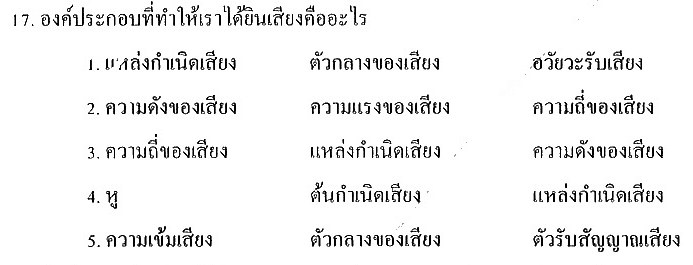 17. องค์ประกอบที่ทำให้เราได้ยินเสียงคืออะไร
1. แหล่งกำเนิดเสียง ตัวกลางของเสียง อวัยวะรับเสียง
2. ความดังของเสียง ความแรงของเสียง ความถี่ของเสียง
3. ความถี่ของเสียง แหล่งกำเนิดเสียง ความดังของเสียง
4. หู ต้นกำเนิดเสียง แหล่งกำเนิดเสียง
5. ความเข้มเสียง ตัวกลางของเสียง ตัวรับสัญญาณเสียง